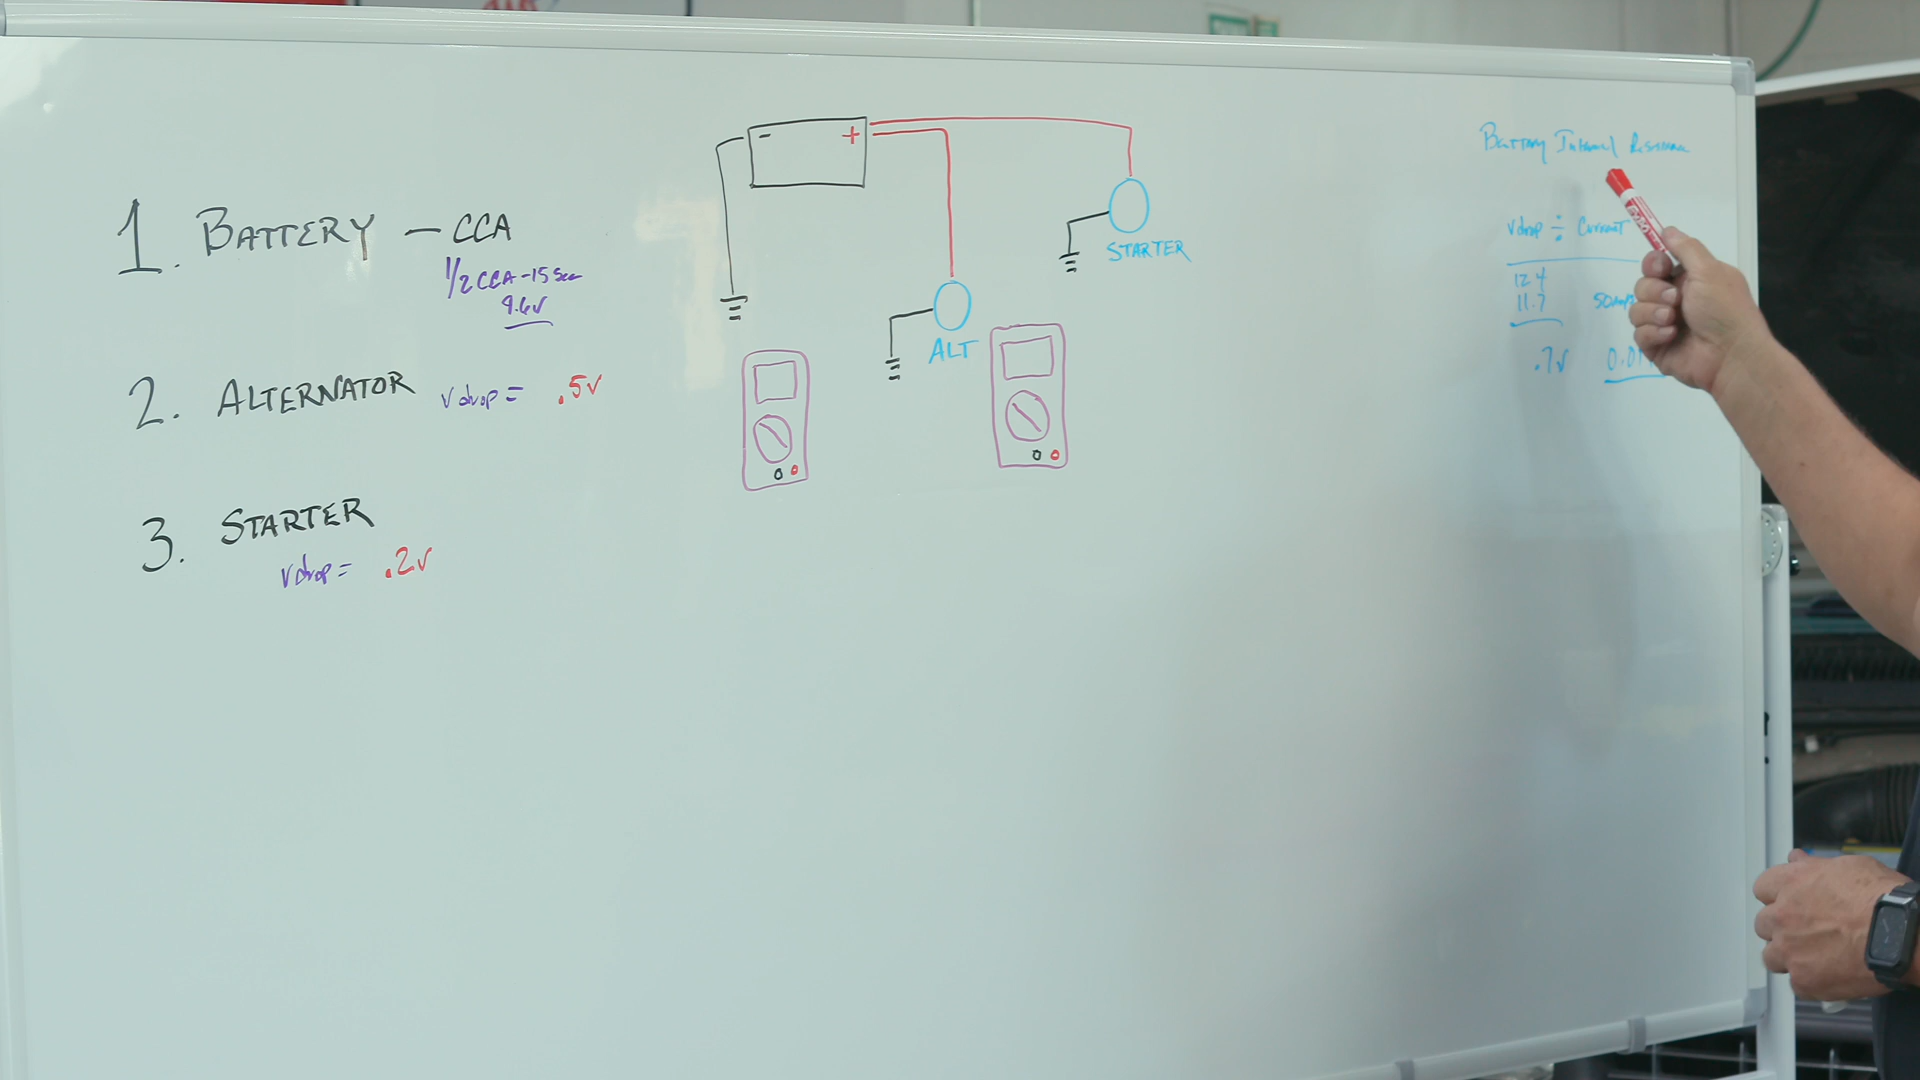 1. BATTERY – CCA
1/2 CCA - 15 Sec
9.6V
2. ALTERNATOR vdrop = .5V
3. STARTER
vdrop = .2V
- +
STARTER
ALT
Battery Internal Resistance
Vdrop ÷ Current
12.4
11.7
.7V